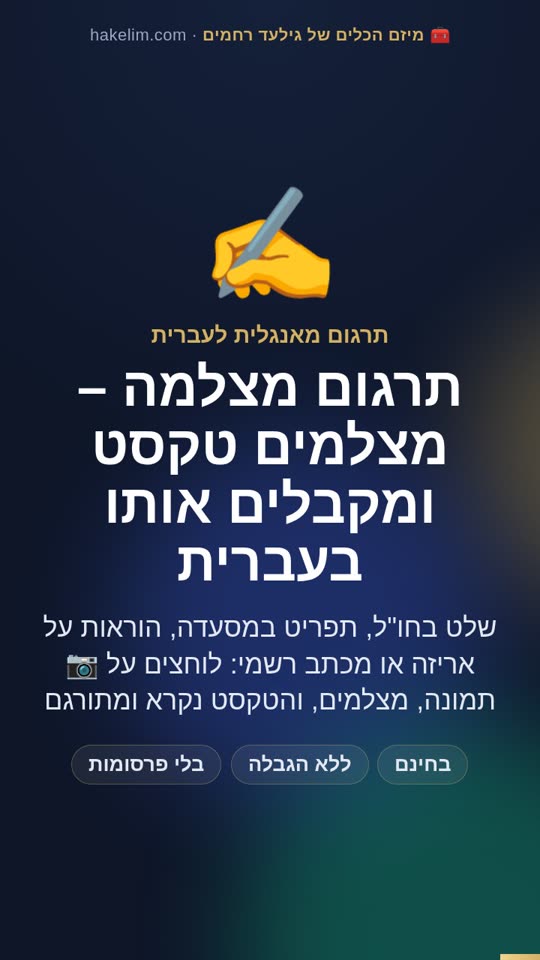 🧰 מיזם הכלים של גילעד רחמים · hakelim.com
תרגום מאנגלית לעברית
תרגום מצלמה –
מצלמים טקסט
ומקבלים אותו
בעברית
שלט בחו"ל, תפריט במסעדה, הוראות על
אריזה או מכתב רשמי: לוחצים על 📷
תמונה, מצלמים, והטקסט נקרא ומתורגם
בחינם
ללא הגבלה
בלי פרסומות